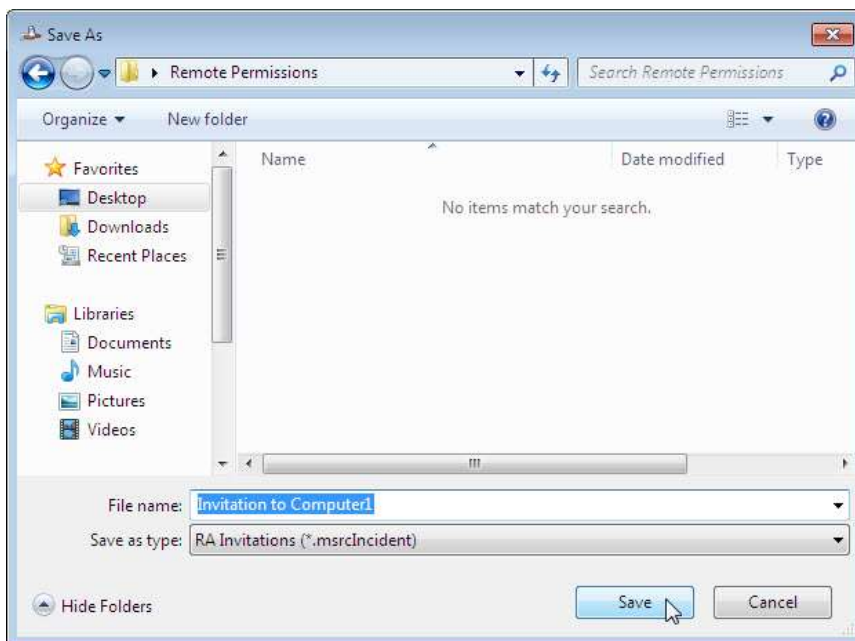 Save As
Remote Permissions
Search Remote Permissions
Organize
New folder
Name
Date modified
Type
No items match your search.
Favorites
Desktop
Downloads
Recent Places
Libraries
Documents
Music
Pictures
Videos
File name: Invitation to Computer1
Save as type: RA Invitations (*.msrcIncident)
Hide Folders
Save
Cancel